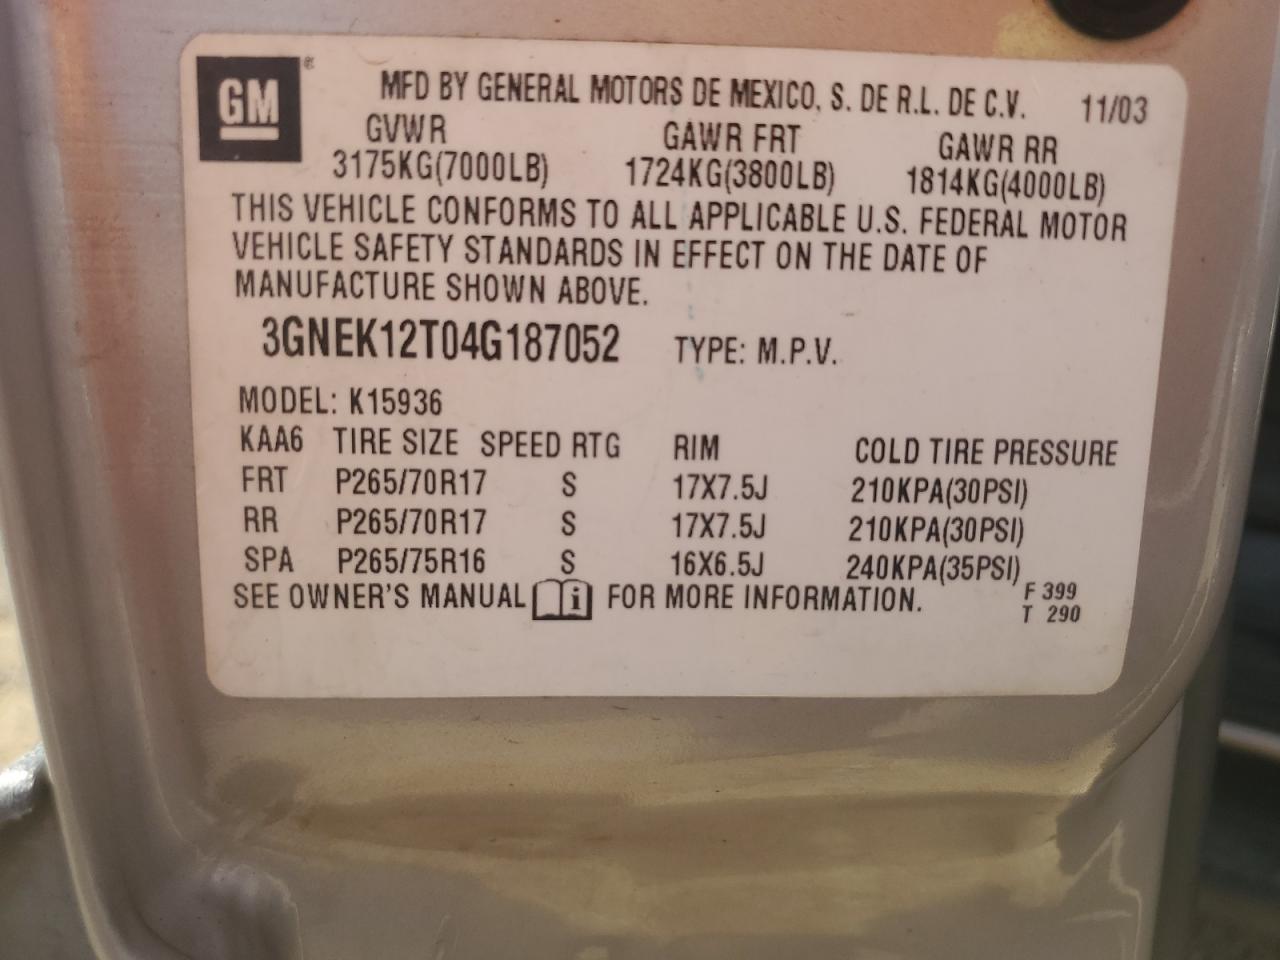 GM ®
MFD BY GENERAL MOTORS DE MEXICO, S. DE R.L. DE C.V. 11/03
GVWR GAWR FRT GAWR RR
3175KG(7000LB) 1724KG(3800LB) 1814KG(4000LB)
THIS VEHICLE CONFORMS TO ALL APPLICABLE U.S. FEDERAL MOTOR
VEHICLE SAFETY STANDARDS IN EFFECT ON THE DATE OF
MANUFACTURE SHOWN ABOVE.
3GNEK12T04G187052 TYPE: M.P.V.
MODEL: K15936
KAA6 TIRE SIZE SPEED RTG RIM COLD TIRE PRESSURE
FRT P265/70R17 S 17X7.5J 210KPA(30PSI)
RR P265/70R17 S 17X7.5J 210KPA(30PSI)
SPA P265/75R16 S 16X6.5J 240KPA(35PSI)
SEE OWNER'S MANUAL i FOR MORE INFORMATION. F 399
T 290